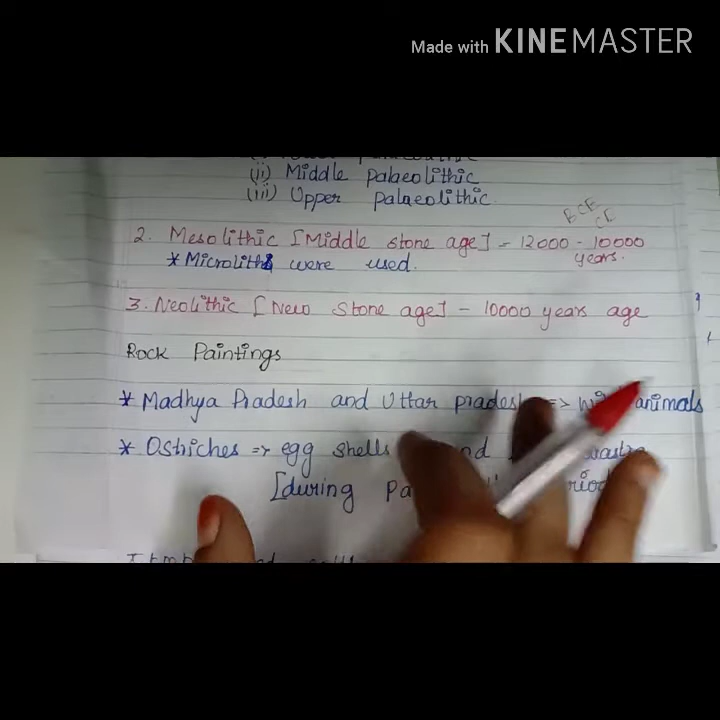 Made with KINEMASTER
(ii) Middle palaeolithic
(iii) Upper palaeolithic.
BCE
CE
2. Mesolithic [Middle stone age] - 12000 - 10000
years.
* Microliths were used.
3. Neolithic [New Stone age] - 10000 years age
Rock Paintings
* Madhya Pradesh and Uttar pradesh => animals
* Ostriches => egg shells
[during